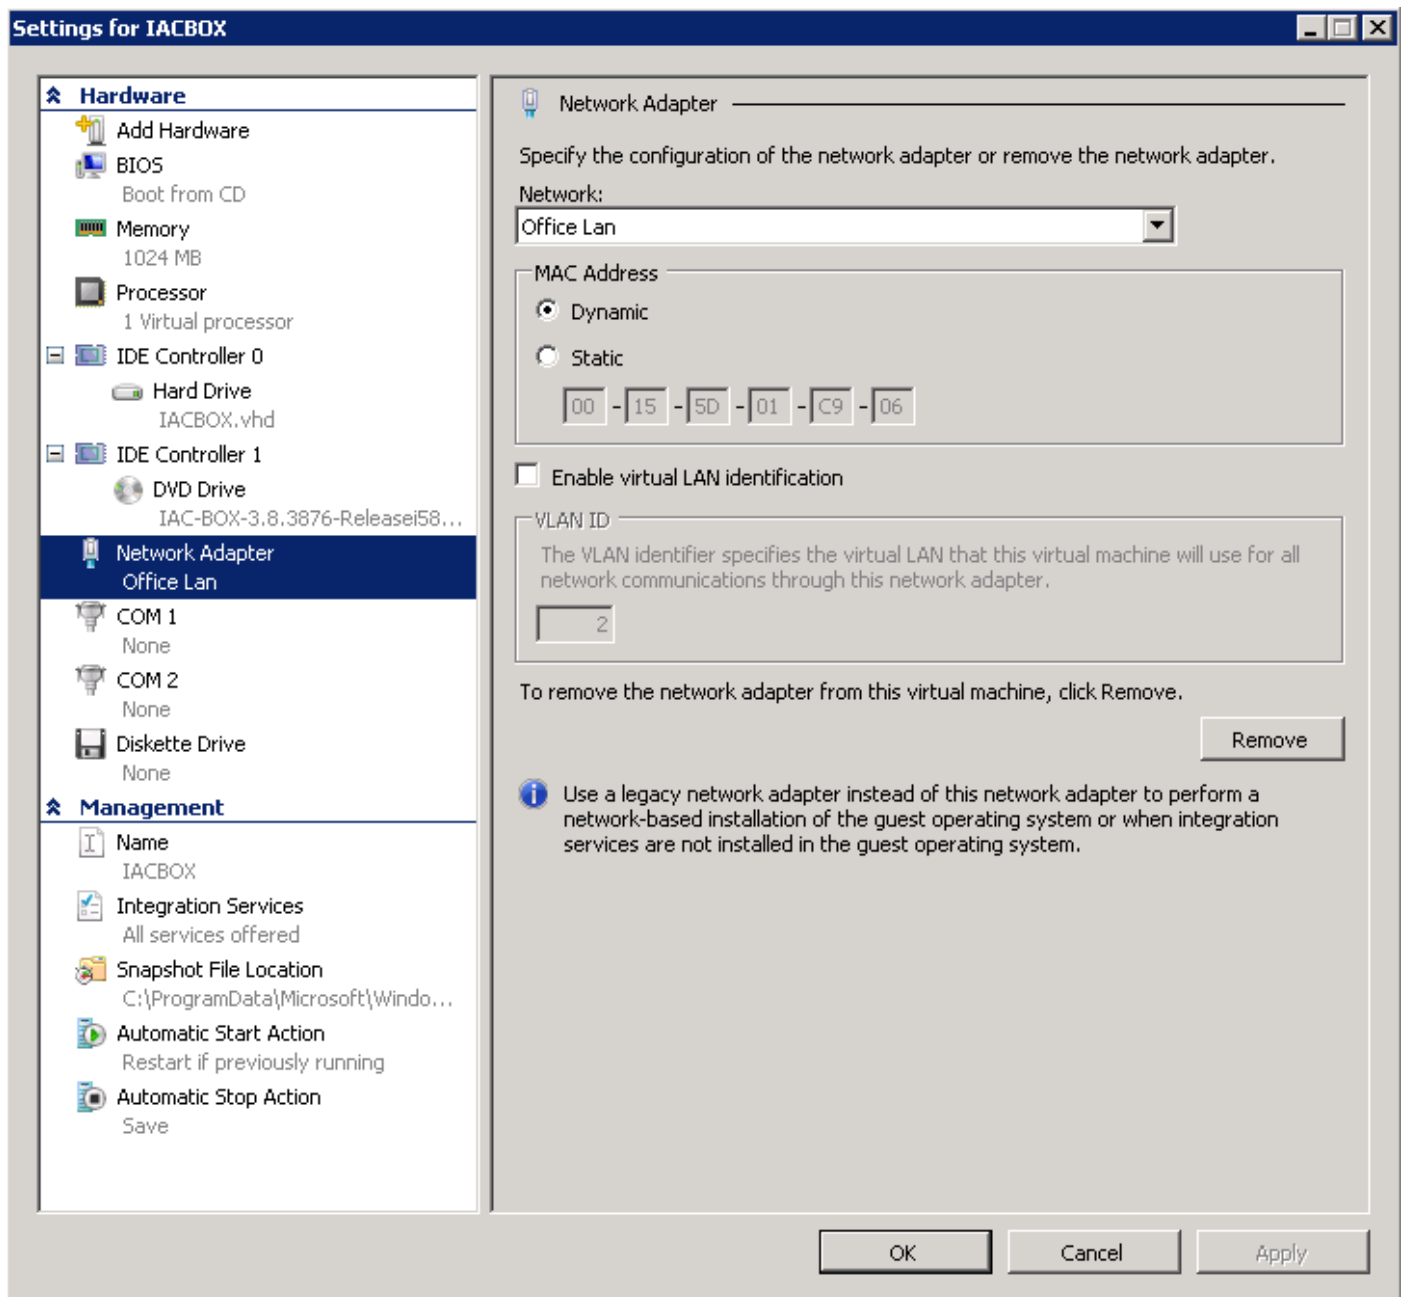 Settings for IACBOX
Hardware
Add Hardware
BIOS
Boot from CD
Memory
1024 MB
Processor
1 Virtual processor
IDE Controller 0
Hard Drive
IACBOX.vhd
IDE Controller 1
DVD Drive
IAC-BOX-3.8.3876-Releasei58...
Network Adapter
Office Lan
COM 1
None
COM 2
None
Diskette Drive
None
Management
Name
IACBOX
Integration Services
All services offered
Snapshot File Location
C:\ProgramData\Microsoft\Windo...
Automatic Start Action
Restart if previously running
Automatic Stop Action
Save
Network Adapter
Specify the configuration of the network adapter or remove the network adapter.
Network:
Office Lan
MAC Address
Dynamic
Static
00 - 15 - 5D - 01 - C9 - 06
Enable virtual LAN identification
VLAN ID
The VLAN identifier specifies the virtual LAN that this virtual machine will use for all
network communications through this network adapter.
2
To remove the network adapter from this virtual machine, click Remove.
Remove
Use a legacy network adapter instead of this network adapter to perform a
network-based installation of the guest operating system or when integration
services are not installed in the guest operating system.
OK
Cancel
Apply